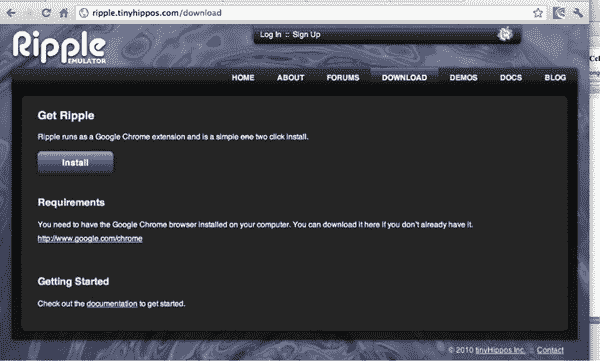 ripple.tinyhippos.com/download
Ripple
EMULATOR
Log In :: Sign Up
HOME ABOUT FORUMS DOWNLOAD DEMOS DOCS BLOG
Get Ripple
Ripple runs as a Google Chrome extension and is a simple one two click install.
Install
Requirements
You need to have the Google Chrome browser installed on your computer. You can download it here if you don't already have it.
http://www.google.com/chrome
Getting Started
Check out the documentation to get started.
© 2010 tinyHippos Inc. :: Contact